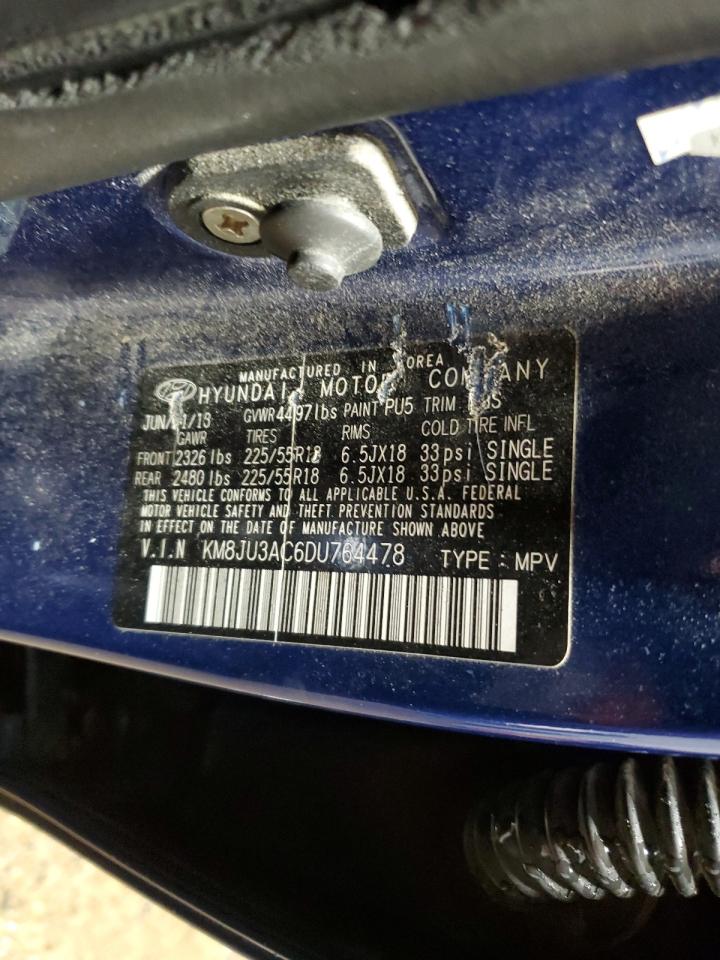 MANUFACTURED IN KOREA
HYUNDAI MOTOR COMPANY
GVWR 4497lbs PAINT PU5 TRIM
GAWR TIRES RIMS COLD TIRE INFL
FRONT 2326 lbs 225/55R18 6.5JX18 33psi SINGLE
REAR 2480 lbs 225/55R18 6.5JX18 33psi SINGLE
THIS VEHICLE CONFORMS TO ALL APPLICABLE U.S.A. FEDERAL
MOTOR VEHICLE SAFETY AND THEFT PREVENTION STANDARDS
IN EFFECT ON THE DATE OF MANUFACTURE SHOWN ABOVE
V.I.N KM8JU3AC6DU764478 TYPE : MPV